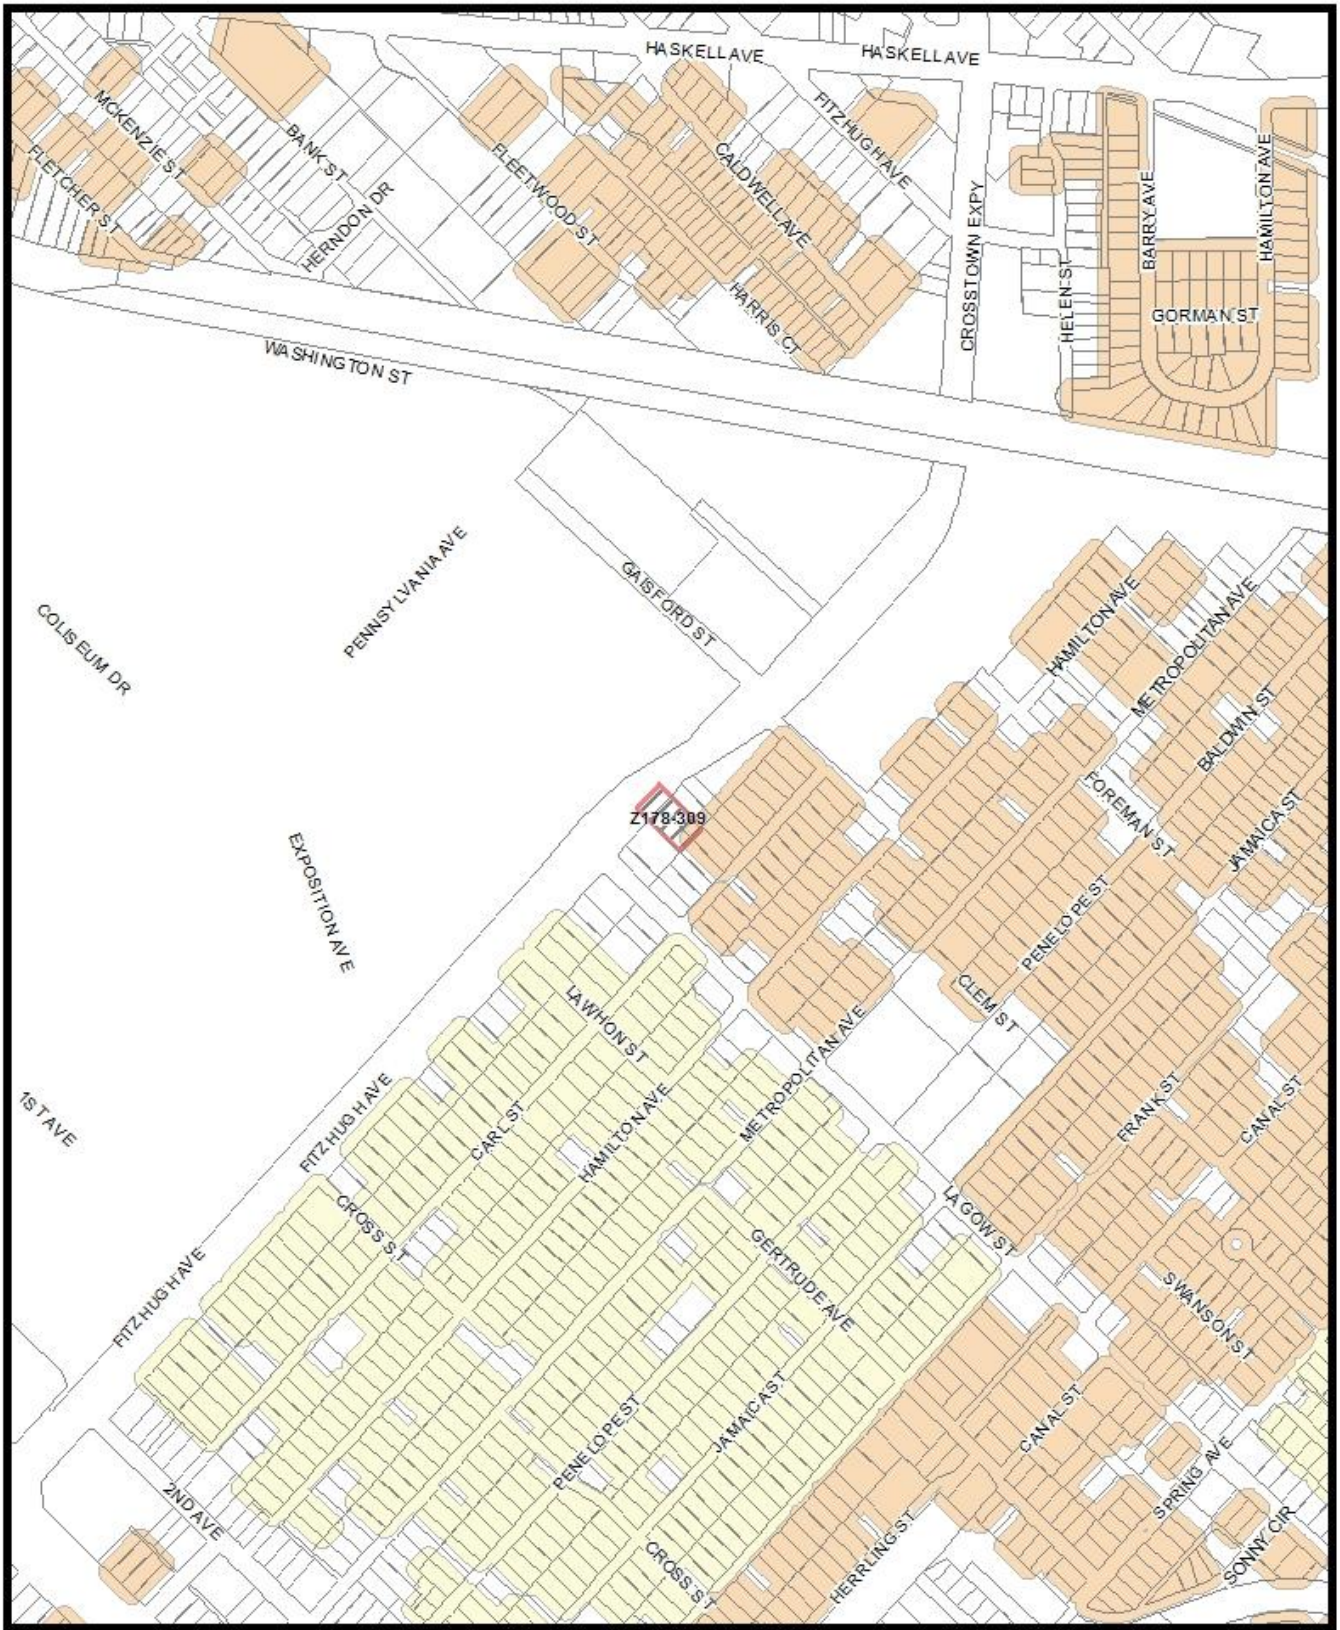 HASKELL AVE
HASKELL AVE
MCKENZIE ST
BANK ST
FITZHUGH AVE
FLETCHER ST
FLEETWOOD ST
CALDWELL AVE
HERNDON DR
CROSSTOWN EXPY
BARRY AVE
HAMILTON AVE
HARRIS CT
HELEN ST
GORMAN ST
WASHINGTON ST
PENNSYLVANIA AVE
GAISFORD ST
COLISEUM DR
HAMILTON AVE
METROPOLITAN AVE
BALDWIN ST
FOREMAN ST
JAMAICA ST
Z178-309
EXPOSITION AVE
PENELOPE ST
CLEM ST
LAWHON ST
METROPOLITAN AVE
1ST AVE
FITZHUGH AVE
CARL ST
HAMILTON AVE
FRANK ST
CANAL ST
CROSS ST
LAGOW ST
GERTRUDE AVE
FITZHUGH AVE
SWANSON ST
PENELOPE ST
JAMAICA ST
CANAL ST
2ND AVE
SPRING AVE
CROSS ST
HERRLING ST
SONNY CIR